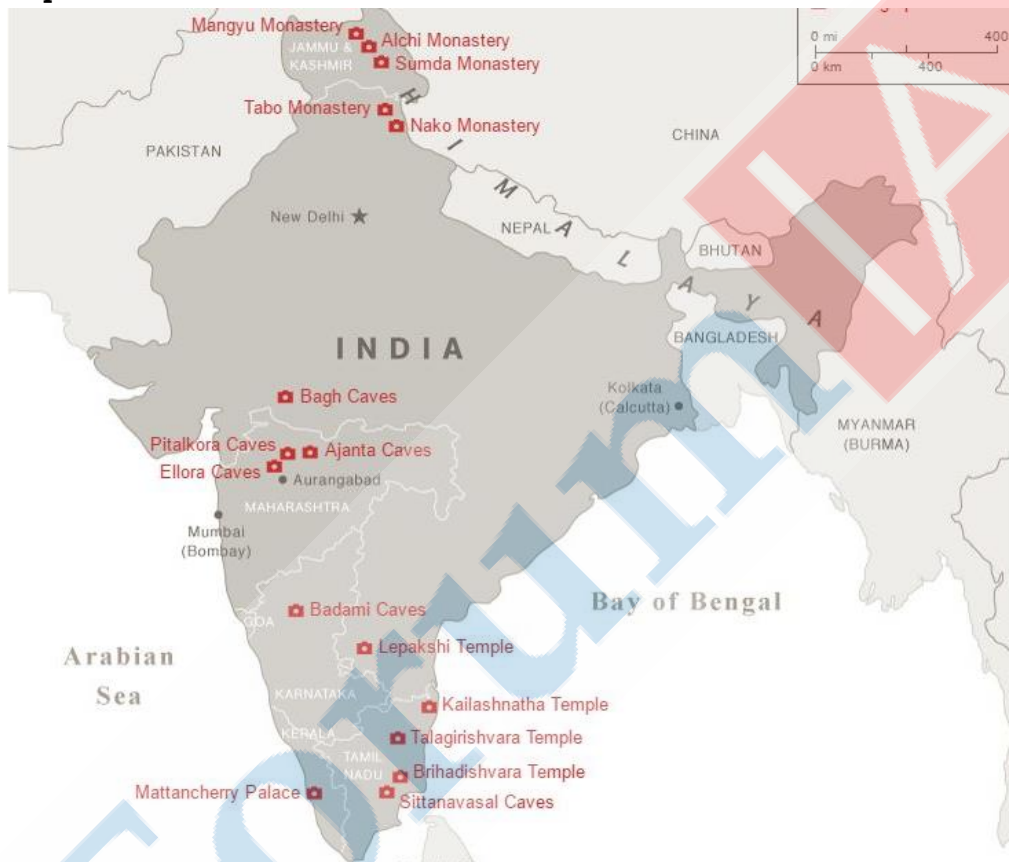 Mangyu Monastery
Alchi Monastery
JAMMU &
KASHMIR
Sumda Monastery
0 mi 400
0 km 400
Tabo Monastery
Nako Monastery
HIMALAYA
CHINA
PAKISTAN
New Delhi
NEPAL
BHUTAN
INDIA
BANGLADESH
Kolkata
(Calcutta)
Bagh Caves
MYANMAR
(BURMA)
Pitalkora Caves
Ajanta Caves
Ellora Caves
Aurangabad
MAHARASHTRA
Mumbai
(Bombay)
Bay of Bengal
Badami Caves
GOA
Lepakshi Temple
Arabian
Sea
KARNATAKA
Kailashnatha Temple
KERALA
Talagirishvara Temple
TAMIL
NADU
Brihadishvara Temple
Mattancherry Palace
Sittanavasal Caves